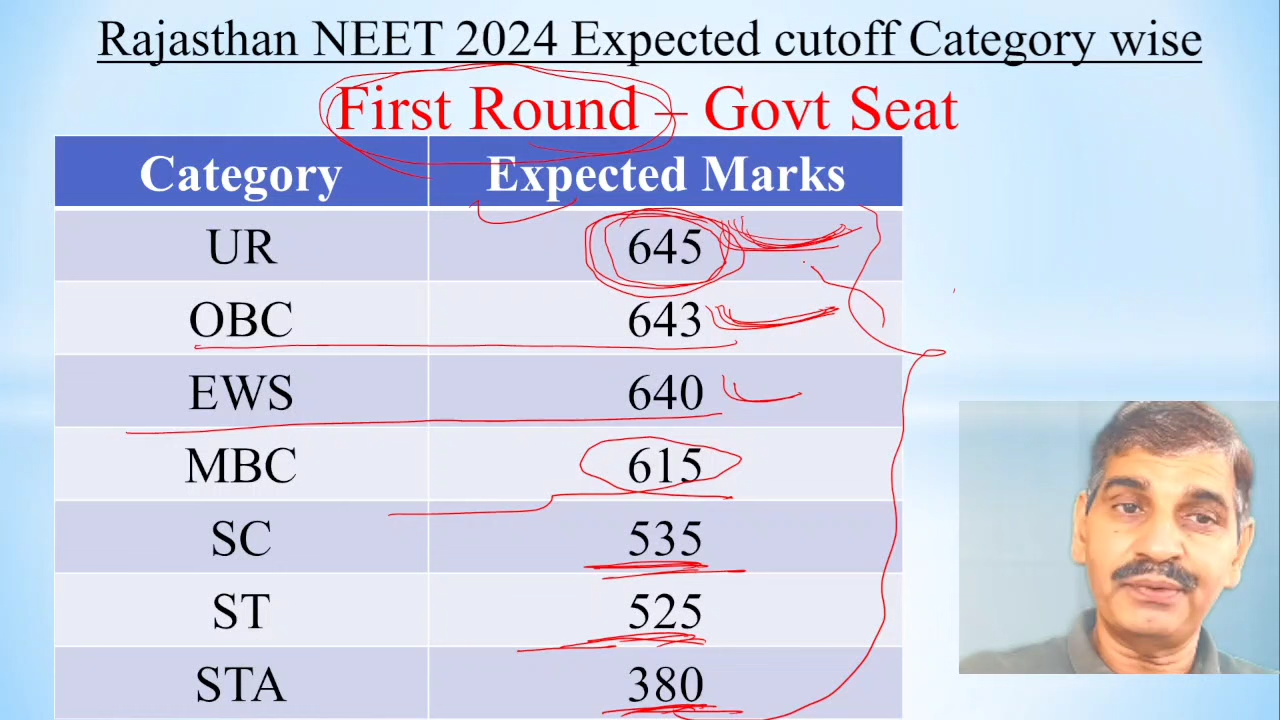 Rajasthan NEET 2024 Expected cutoff Category wise
First Round – Govt Seat
Category Expected Marks
UR 645
OBC 643
EWS 640
MBC 615
SC 535
ST 525
STA 380